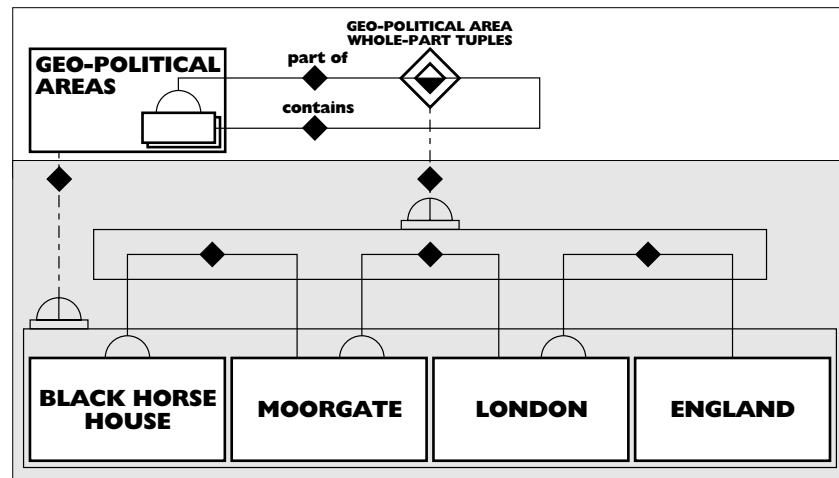 GEO-POLITICAL AREA
WHOLE-PART TUPLES
GEO-POLITICAL
AREAS
part of
contains
BLACK HORSE
HOUSE
MOORGATE
LONDON
ENGLAND